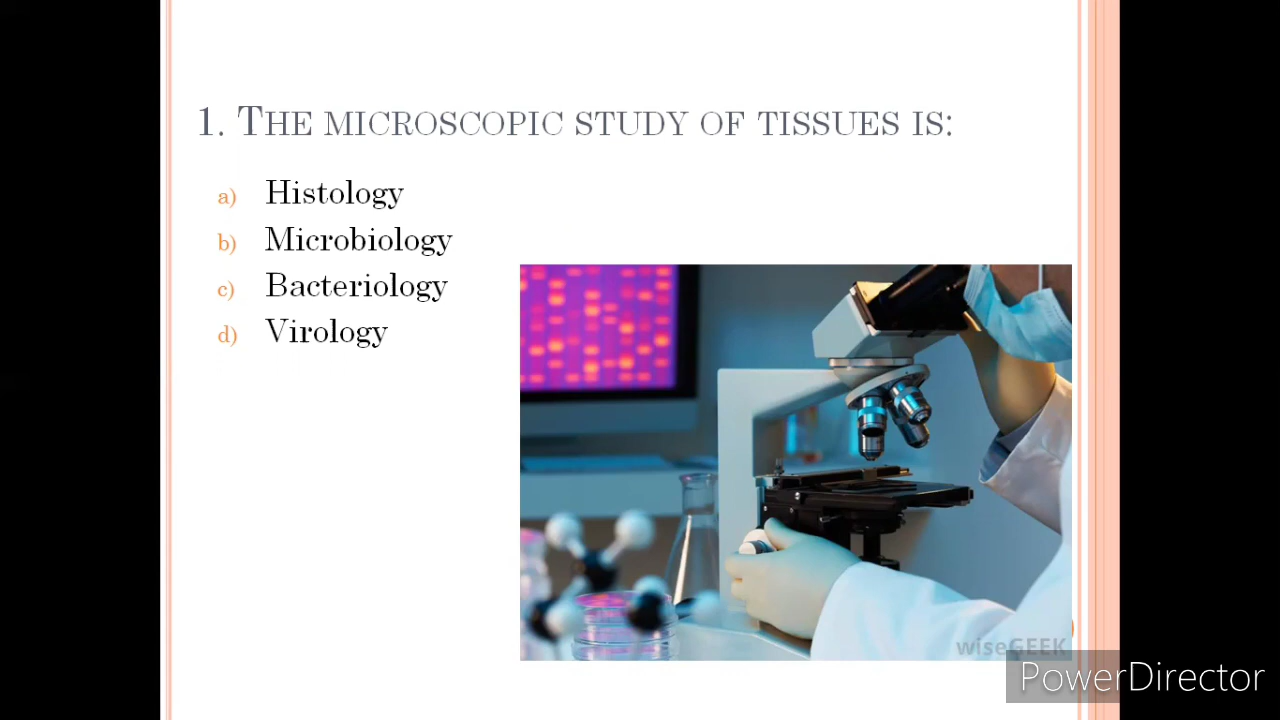 1. The microscopic study of tissues is:
a) Histology
b) Microbiology
c) Bacteriology
d) Virology
wiseGEEK
PowerDirector